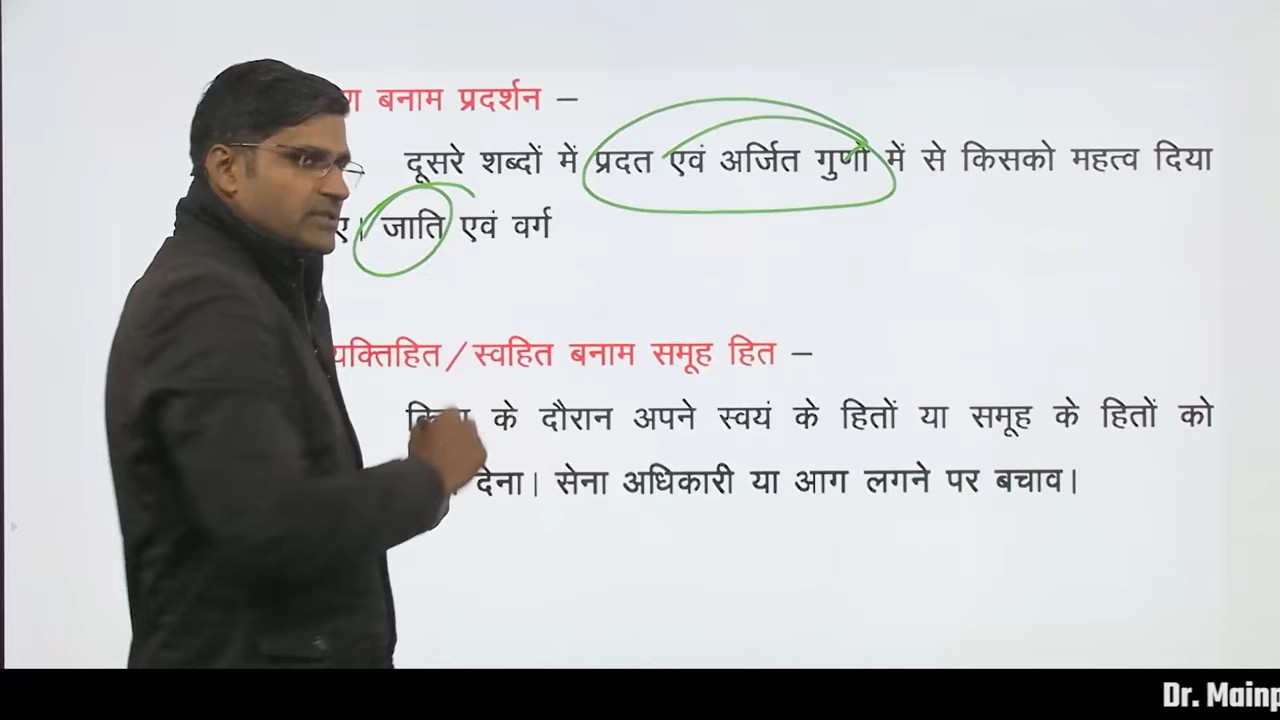 बनाम प्रदर्शन –
दूसरे शब्दों में प्रदत एवं अर्जित गुणों में से किसको महत्व दिया
जाति एवं वर्ग
/स्वहित बनाम समूह हित –
के दौरान अपने स्वयं के हितों या समूह के हितों को
देना। सेना अधिकारी या आग लगने पर बचाव।
Dr. Mainp